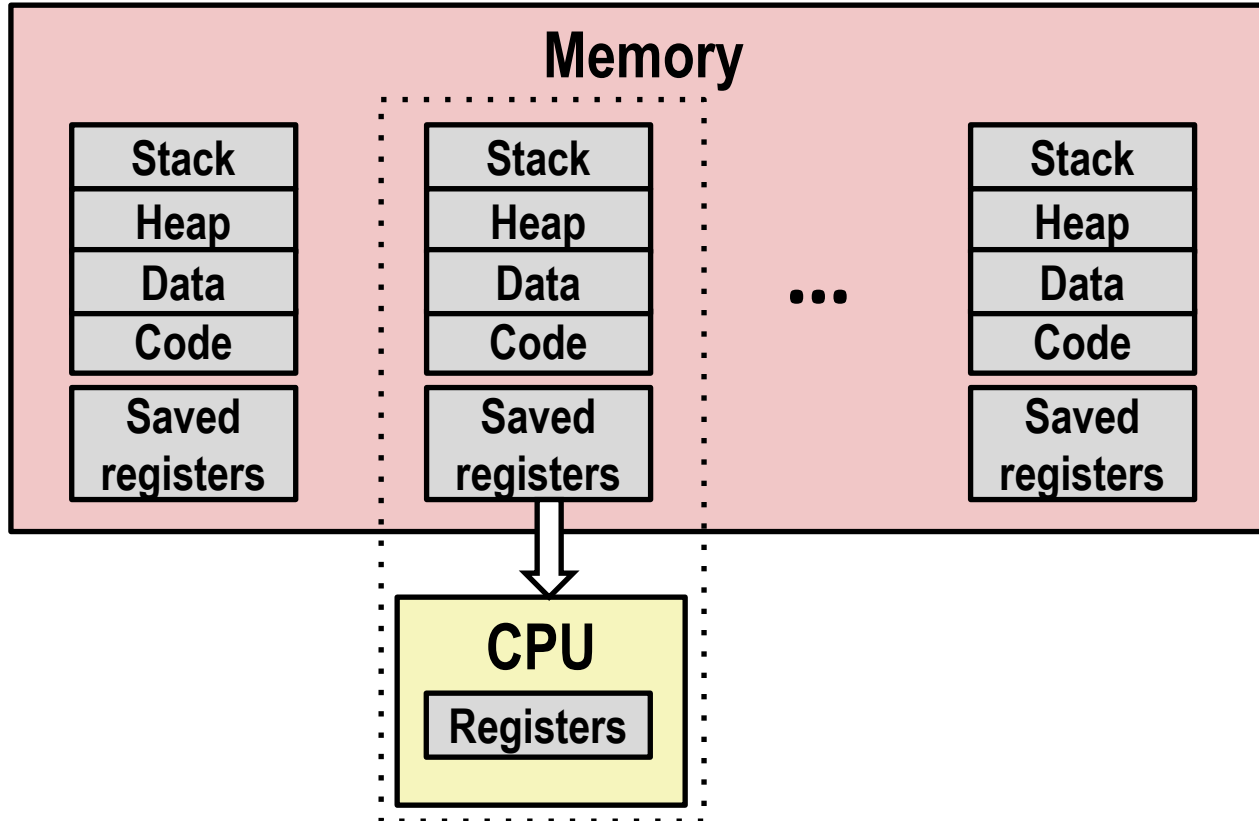 Memory
Stack
Heap
Data
Code
Saved
registers
Stack
Heap
Data
Code
Saved
registers
...
Stack
Heap
Data
Code
Saved
registers
CPU
Registers